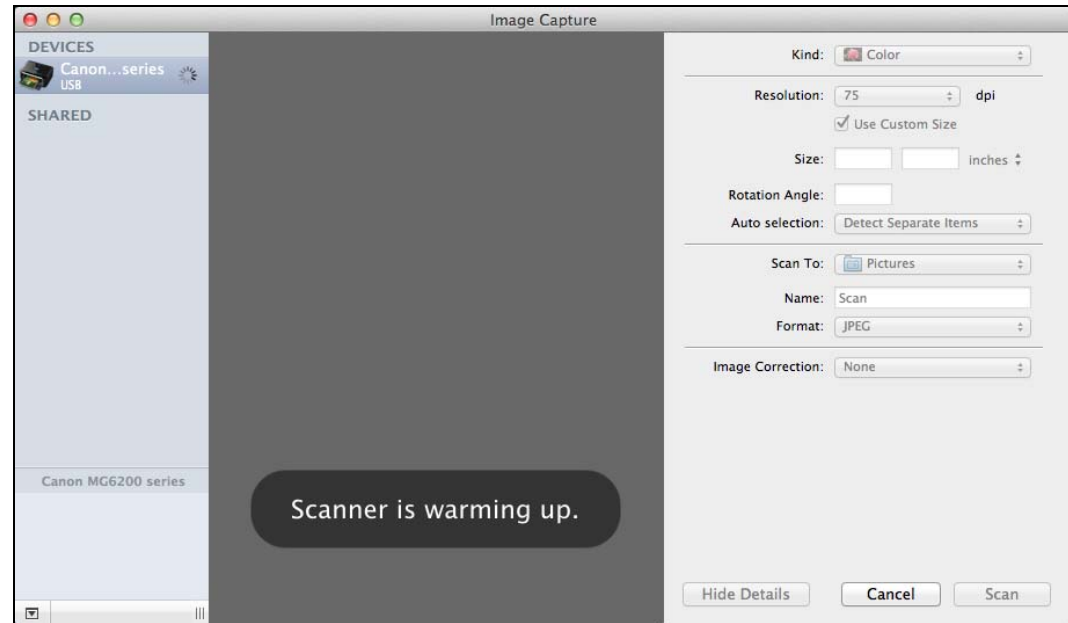 Image Capture
DEVICES
Canon...series
USB
SHARED
Canon MG6200 series
Scanner is warming up.
Kind: Color
Resolution: 75 dpi
Use Custom Size
Size: inches
Rotation Angle:
Auto selection: Detect Separate Items
Scan To: Pictures
Name: Scan
Format: JPEG
Image Correction: None
Hide Details Cancel Scan